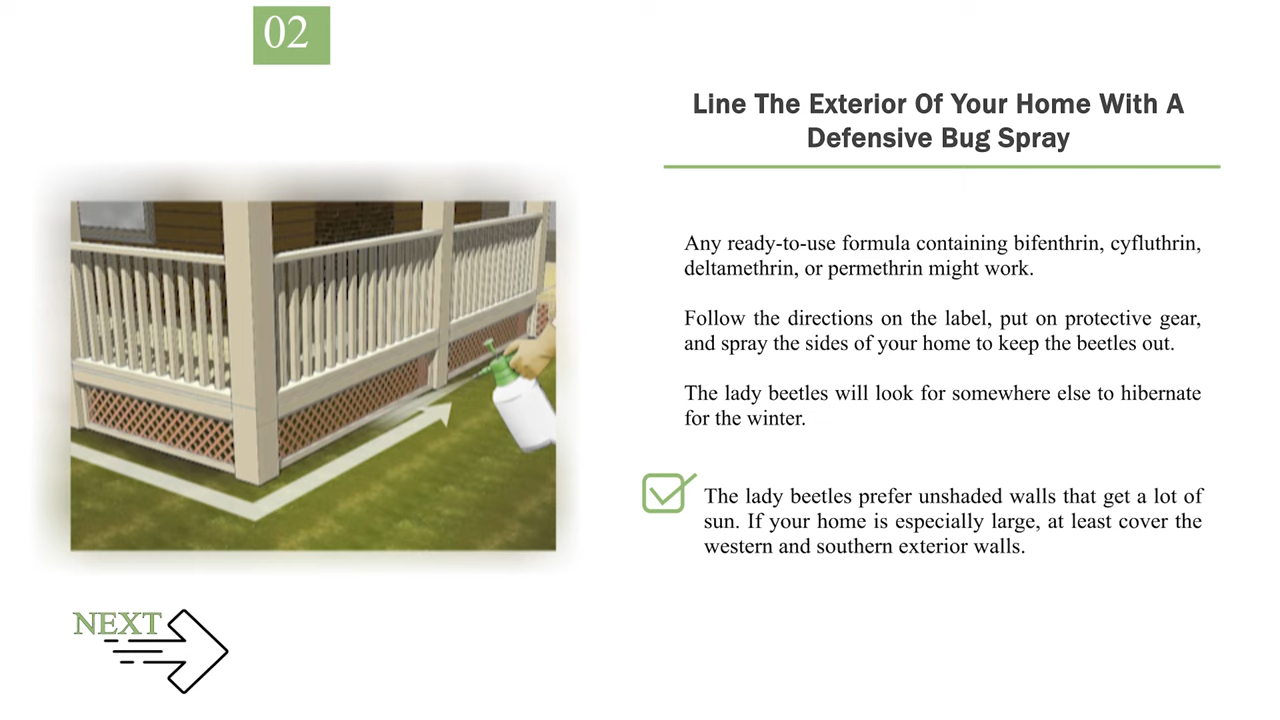 02
Line The Exterior Of Your Home With A
Defensive Bug Spray
Any ready-to-use formula containing bifenthrin, cyfluthrin,
deltamethrin, or permethrin might work.
Follow the directions on the label, put on protective gear,
and spray the sides of your home to keep the beetles out.
The lady beetles will look for somewhere else to hibernate
for the winter.
The lady beetles prefer unshaded walls that get a lot of
sun. If your home is especially large, at least cover the
western and southern exterior walls.
NEXT